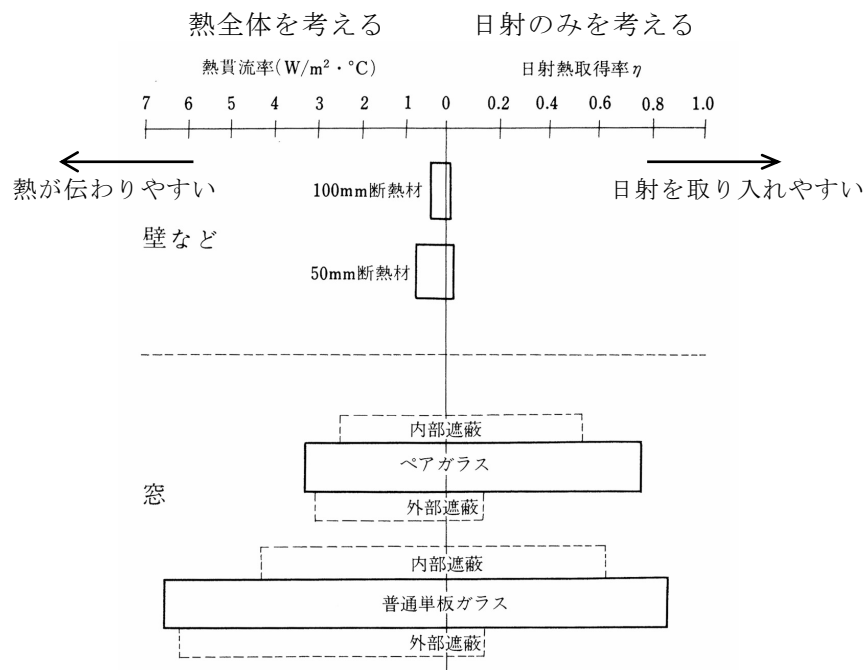 熱全体を考える 日射のみを考える
熱貫流率(W/m²・°C) 日射熱取得率η
7 6 5 4 3 2 1 0 0.2 0.4 0.6 0.8 1.0
熱が伝わりやすい 日射を取り入れやすい
100mm断熱材
壁など
50mm断熱材
内部遮蔽
ペアガラス
窓
外部遮蔽
内部遮蔽
普通単板ガラス
外部遮蔽